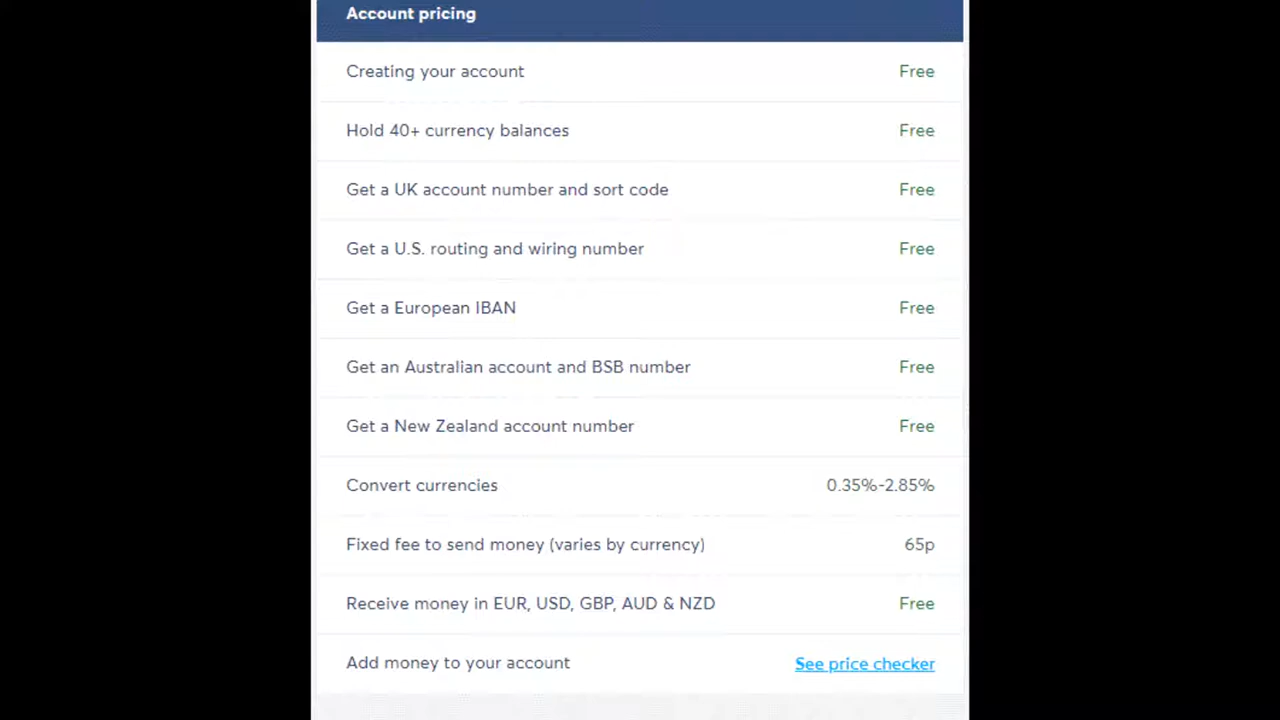 Account pricing
Creating your account Free
Hold 40+ currency balances Free
Get a UK account number and sort code Free
Get a U.S. routing and wiring number Free
Get a European IBAN Free
Get an Australian account and BSB number Free
Get a New Zealand account number Free
Convert currencies 0.35%-2.85%
Fixed fee to send money (varies by currency) 65p
Receive money in EUR, USD, GBP, AUD & NZD Free
Add money to your account See price checker